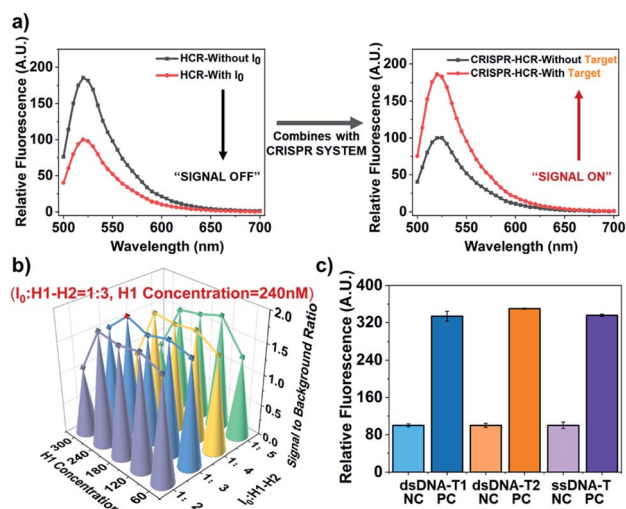 a)
HCR-Without I₀
HCR-With I₀
"SIGNAL OFF"
Relative Fluorescence (A.U.)
200
150
100
50
0
500 550 600 650 700
Wavelength (nm)
Combines with
CRISPR SYSTEM
CRISPR-HCR-Without Target
CRISPR-HCR-With Target
"SIGNAL ON"
Relative Fluorescence (A.U.)
200
150
100
50
0
500 550 600 650 700
Wavelength (nm)
b)
(I₀:H1-H2=1:3, H1 Concentration=240nM)
2.0
1.5
1.0
0.5
0.0
Signal to Background Ratio
300
240
180
120
60
H1 Concentration
1: 2
1: 3
1: 4
1: 5
I₀:H1-H2
c)
Relative Fluorescence (A.U.)
400
320
240
160
80
0
dsDNA-T1 dsDNA-T2 ssDNA-T
NC PC NC PC NC PC